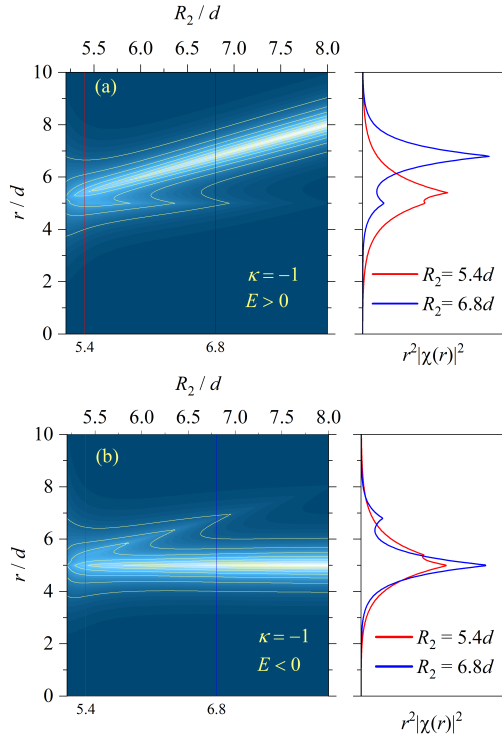 R₂ / d
5.5 6.0 6.5 7.0 7.5 8.0
10
8
6
4
2
0
r / d
(a)
κ = −1
E > 0
5.4 6.8
R₂ = 5.4d
R₂ = 6.8d
r²|χ(r)|²
R₂ / d
5.5 6.0 6.5 7.0 7.5 8.0
10
8
6
4
2
0
r / d
(b)
κ = −1
E < 0
5.4 6.8
R₂ = 5.4d
R₂ = 6.8d
r²|χ(r)|²